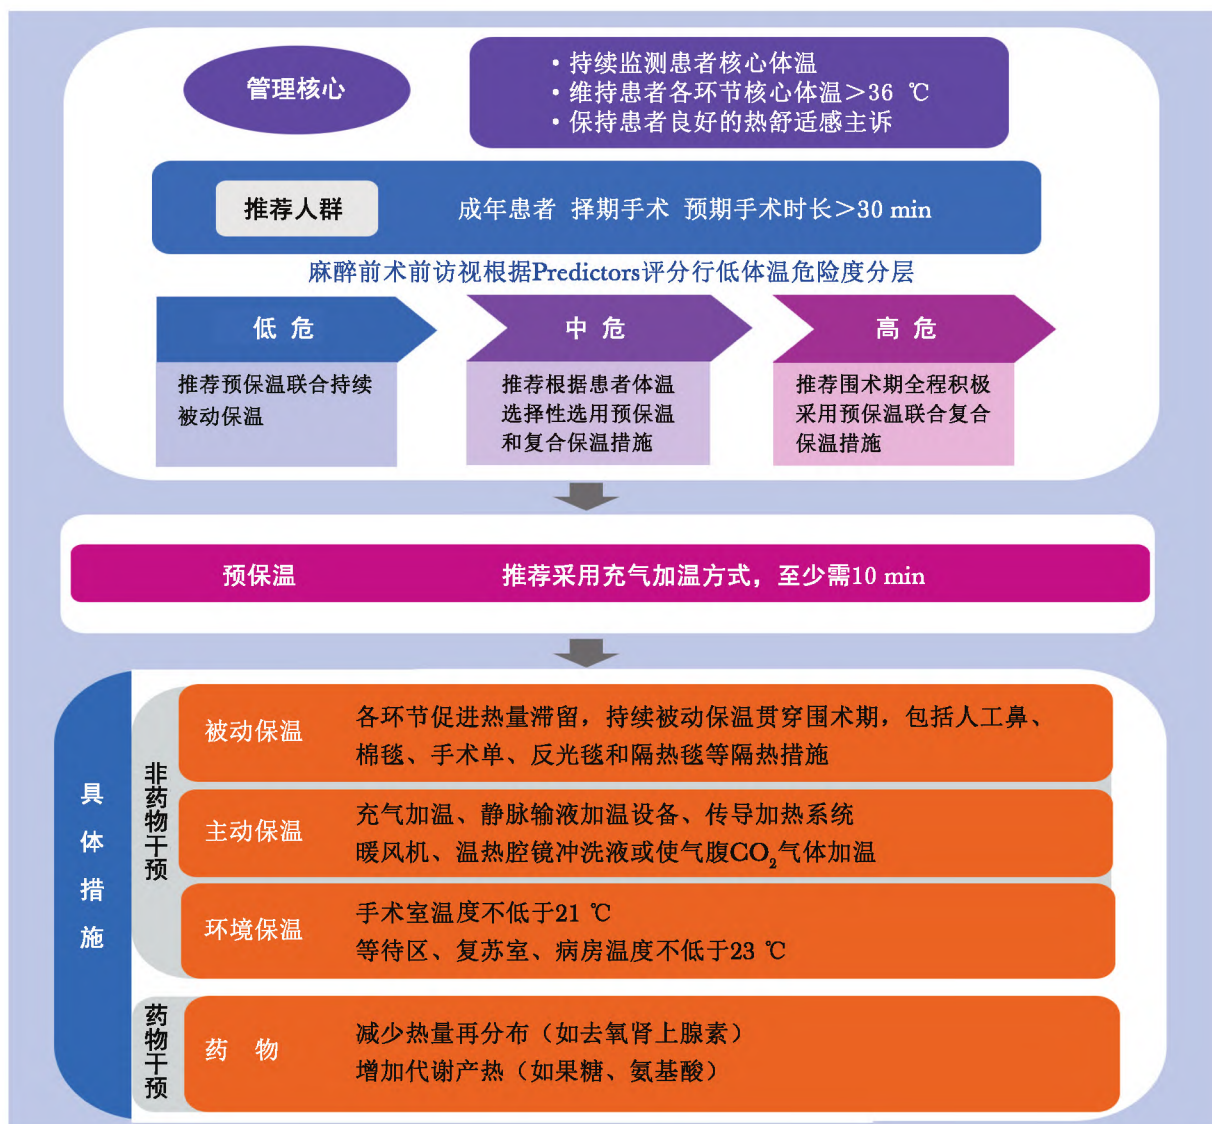 管理核心
• 持续监测患者核心体温
• 维持患者各环节核心体温＞36 ℃
• 保持患者良好的热舒适感主诉
推荐人群
成年患者 择期手术 预期手术时长＞30 min
麻醉前术前访视根据Predictors评分行低体温危险度分层
低 危
推荐预保温联合持续
被动保温
中 危
推荐根据患者体温
选择性选用预保温
和复合保温措施
高 危
推荐围术期全程积极
采用预保温联合复合
保温措施
预保温
推荐采用充气加温方式，至少需10 min
具体措施
非药物干预
被动保温
各环节促进热量滞留，持续被动保温贯穿围术期，包括人工鼻、
棉毯、手术单、反光毯和隔热毯等隔热措施
主动保温
充气加温、静脉输液加温设备、传导加热系统
暖风机、温热腔镜冲洗液或使气腹CO₂气体加温
环境保温
手术室温度不低于21 ℃
等待区、复苏室、病房温度不低于23 ℃
药物干预
药 物
减少热量再分布（如去氧肾上腺素）
增加代谢产热（如果糖、氨基酸）